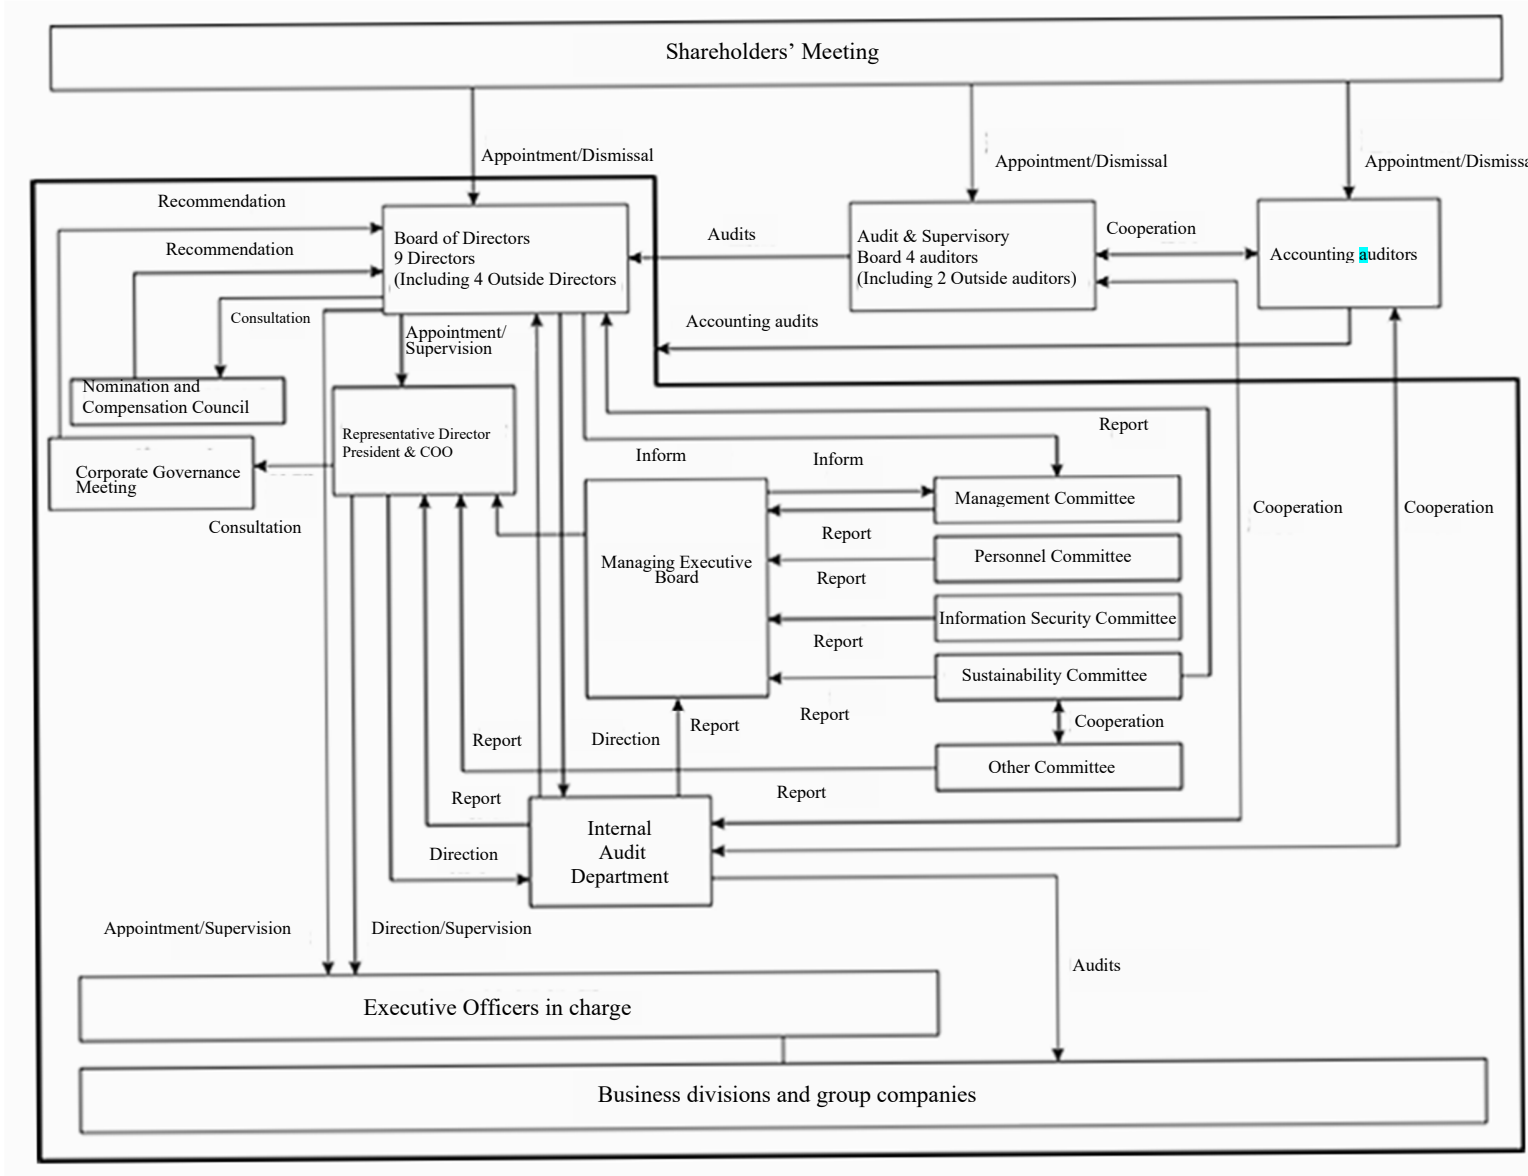 Shareholders’ Meeting
Appointment/Dismissal
Appointment/Dismissal
Appointment/Dismissa
Recommendation
Recommendation
Board of Directors
9 Directors
(Including 4 Outside Directors
Audits
Audit & Supervisory
Board 4 auditors
(Including 2 Outside auditors)
Cooperation
Accounting auditors
Consultation
Appointment/
Supervision
Accounting audits
Nomination and
Compensation Council
Representative Director
President & COO
Report
Corporate Governance
Meeting
Inform
Inform
Management Committee
Consultation
Cooperation
Cooperation
Report
Managing Executive
Board
Personnel Committee
Report
Information Security Committee
Report
Sustainability Committee
Report
Cooperation
Report
Direction
Report
Other Committee
Report
Report
Internal
Audit
Department
Direction
Appointment/Supervision
Direction/Supervision
Audits
Executive Officers in charge
Business divisions and group companies